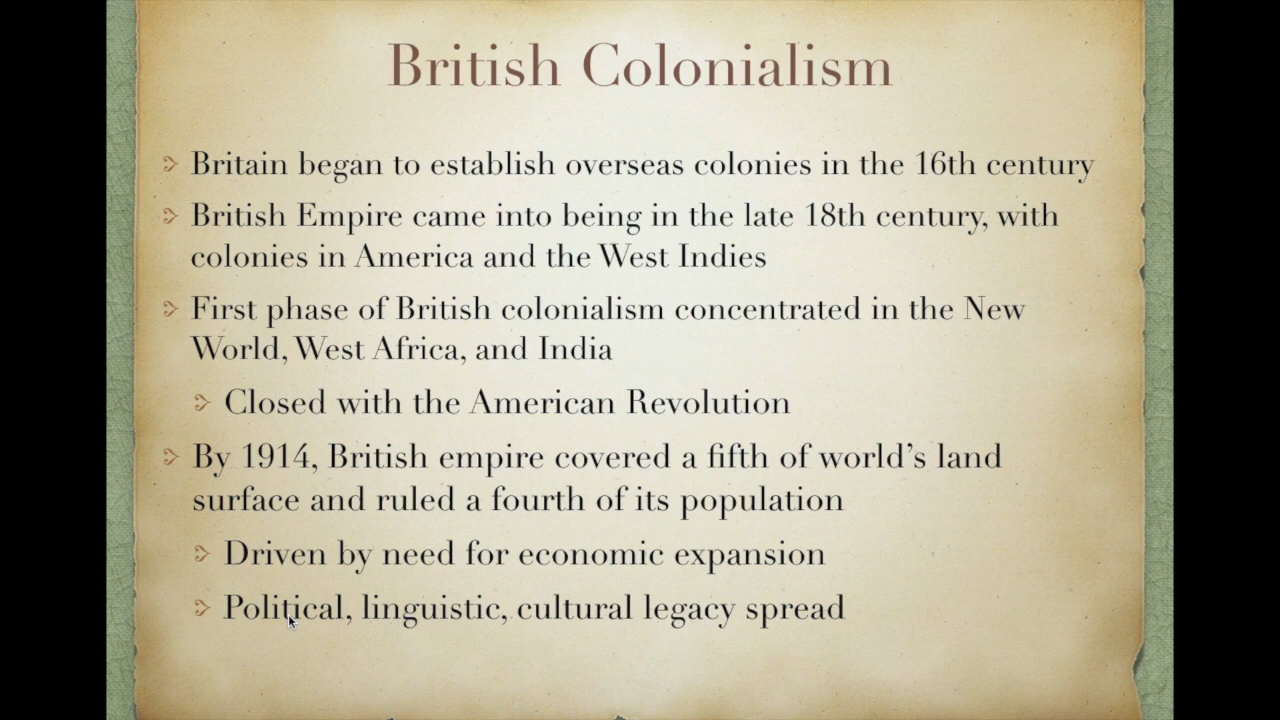 British Colonialism
Britain began to establish overseas colonies in the 16th century
British Empire came into being in the late 18th century, with
colonies in America and the West Indies
First phase of British colonialism concentrated in the New
World, West Africa, and India
Closed with the American Revolution
By 1914, British empire covered a fifth of world's land
surface and ruled a fourth of its population
Driven by need for economic expansion
Political, linguistic, cultural legacy spread